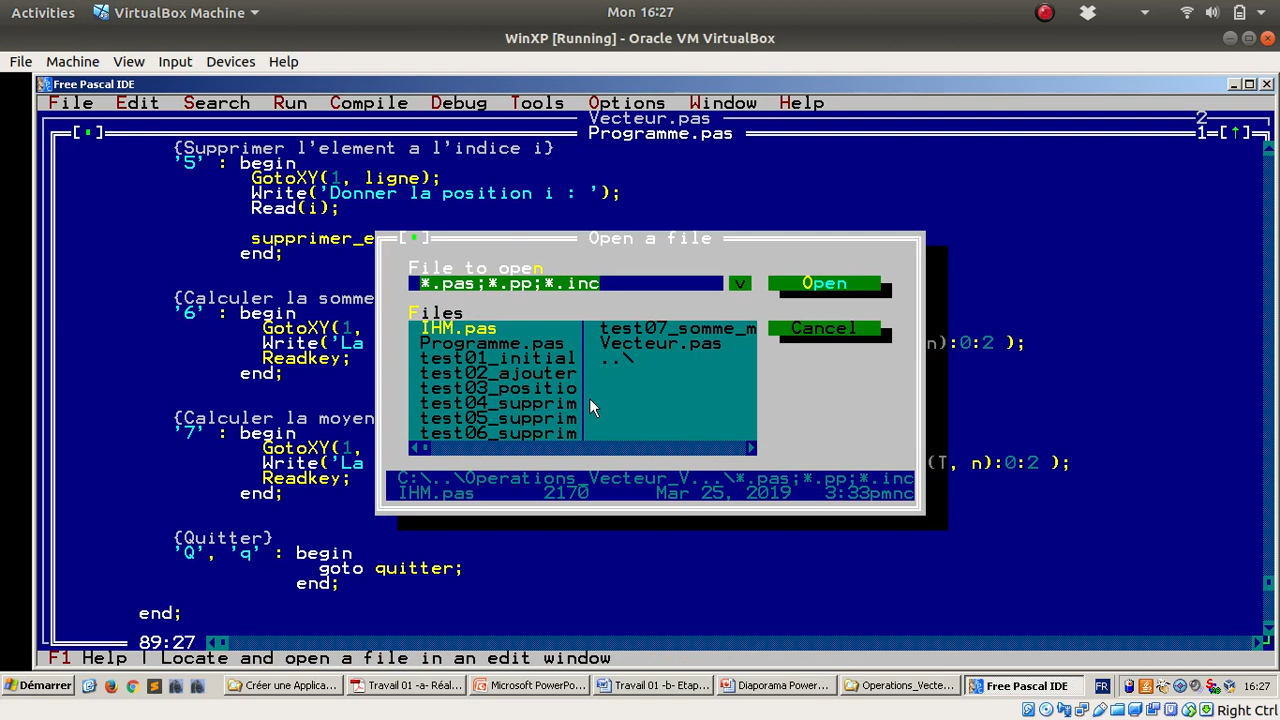 Activities VirtualBox Machine Mon 16:27
WinXP [Running] - Oracle VM VirtualBox
File Machine View Input Devices Help
Free Pascal IDE
File Edit Search Run Compile Debug Tools Options Window Help
Vecteur.pas 2
[ ] Programme.pas 1 [↑]
{Supprimer l'element a l'indice i}
'5' : begin
GotoXY(1, ligne);
Write('Donner la position i : ');
Read(i);
supprimer_e
end;
{Calculer la somme
'6' : begin
GotoXY(1,
Write('La n):0:2 );
Readkey;
end;
{Calculer la moyen
'7' : begin
GotoXY(1,
Write('La (T, n):0:2 );
Readkey;
end;
{Quitter}
'Q', 'q' : begin
goto quitter;
end;
end;
89:27
[ ] Open a file
File to open
*.pas;*.pp;*.inc v Open
Files
IHM.pas test07_somme_m Cancel
Programme.pas Vecteur.pas
test01_initial ..\
test02_ajouter
test03_positio
test04_supprim
test05_supprim
test06_supprim
C:\..\Operations_Vecteur_V...\*.pas;*.pp;*.inc
IHM.pas 2170 Mar 25, 2019 3:33pmnc
F1 Help | Locate and open a file in an edit window
Démarrer Créer une Applica... Travail 01 -a- Réal... Microsoft PowerPo... Travail 01 -b- Etap... Diaporama Power... Operations_Vecte... Free Pascal IDE FR 16:27
Right Ctrl